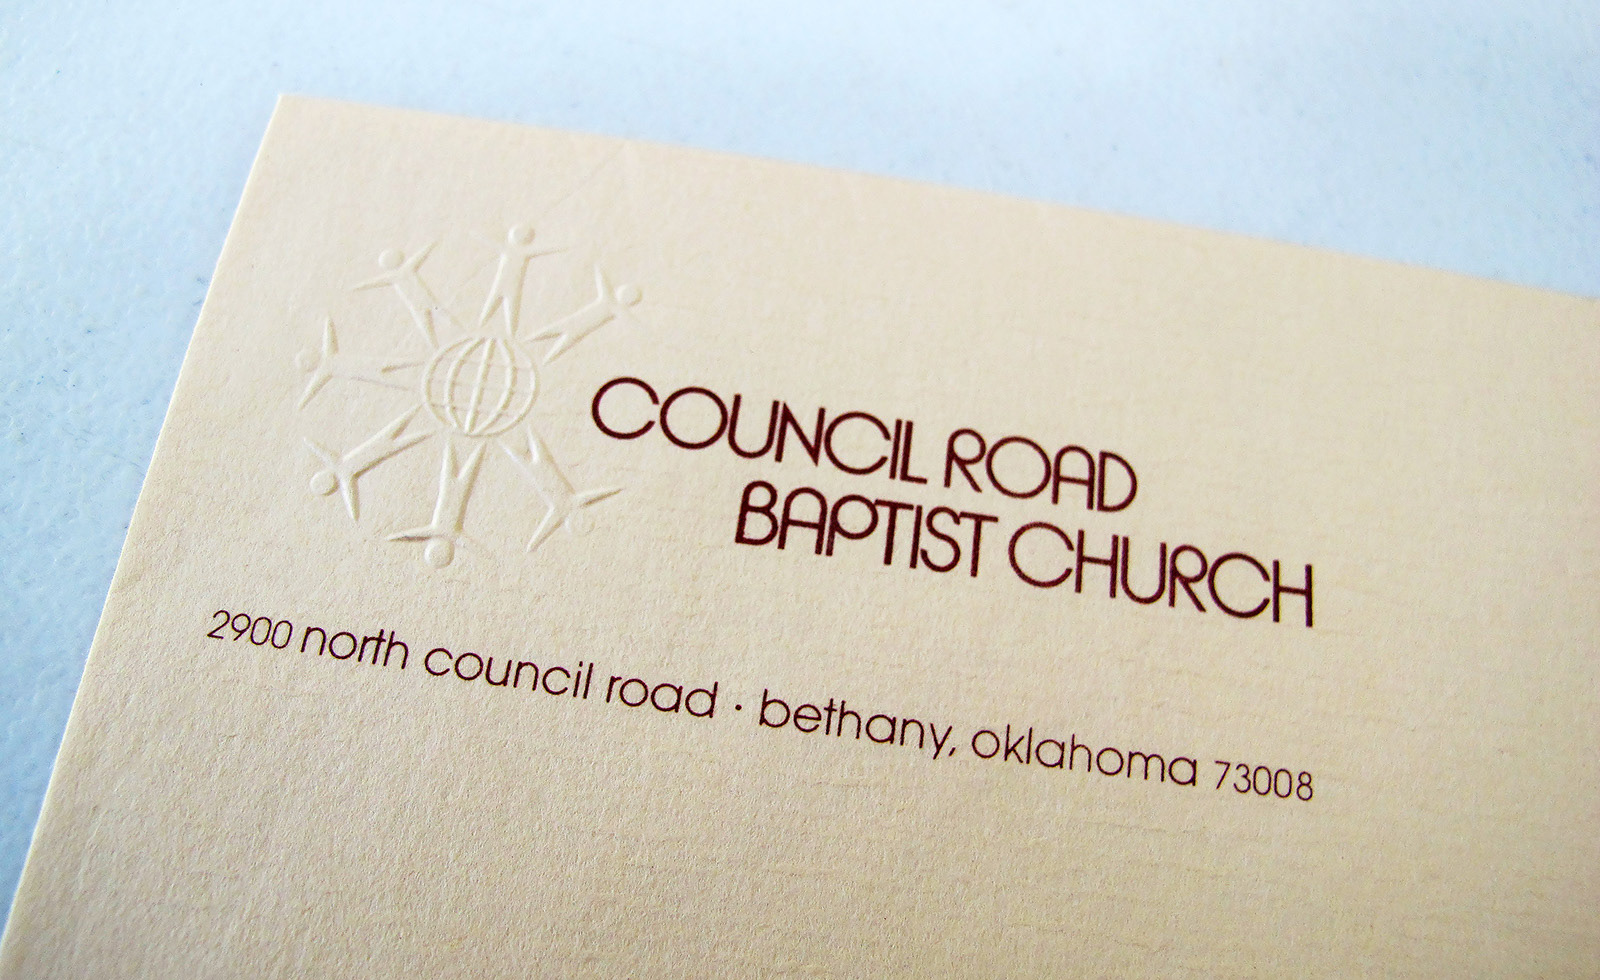 COUNCIL ROAD
BAPTIST CHURCH
2900 north council road · bethany, oklahoma 73008